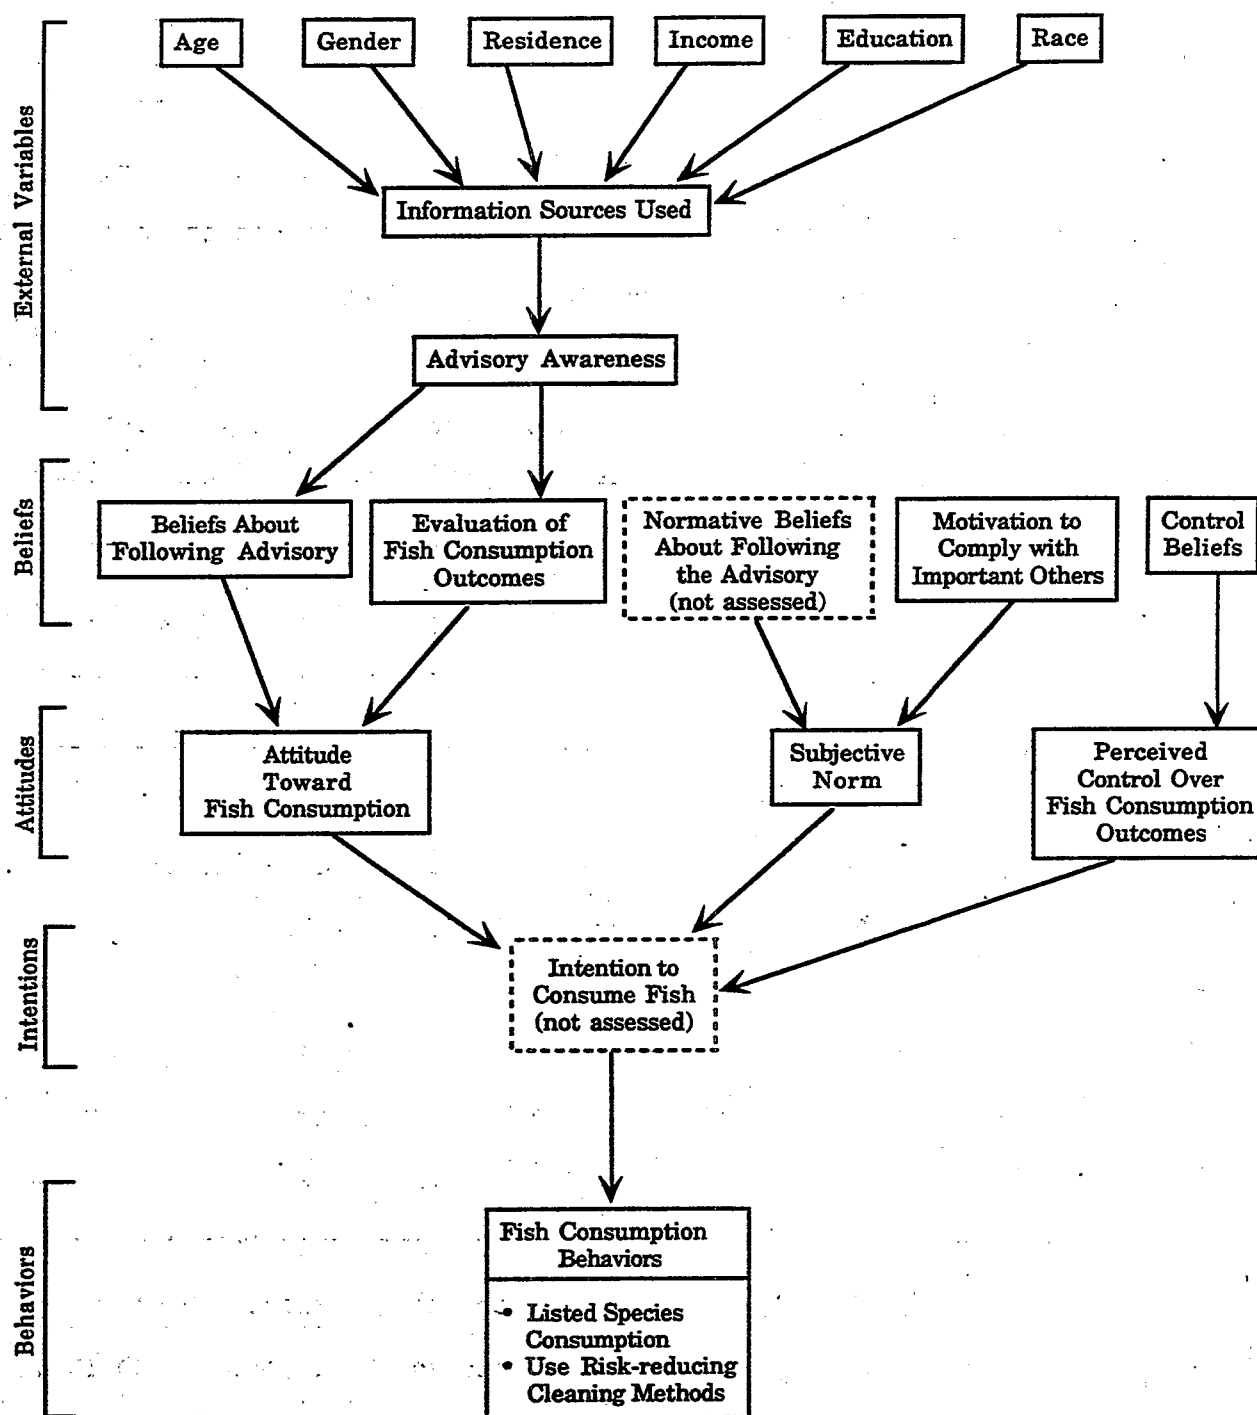 Age
Gender
Residence
Income
Education
Race
External Variables
Information Sources Used
Advisory Awareness
Beliefs
Beliefs About
Following Advisory
Evaluation of
Fish Consumption
Outcomes
Normative Beliefs
About Following
the Advisory
(not assessed)
Motivation to
Comply with
Important Others
Control
Beliefs
Attitudes
Attitude
Toward
Fish Consumption
Subjective
Norm
Perceived
Control Over
Fish Consumption
Outcomes
Intentions
Intention to
Consume Fish
(not assessed)
Behaviors
Fish Consumption
Behaviors
• Listed Species
Consumption
• Use Risk-reducing
Cleaning Methods